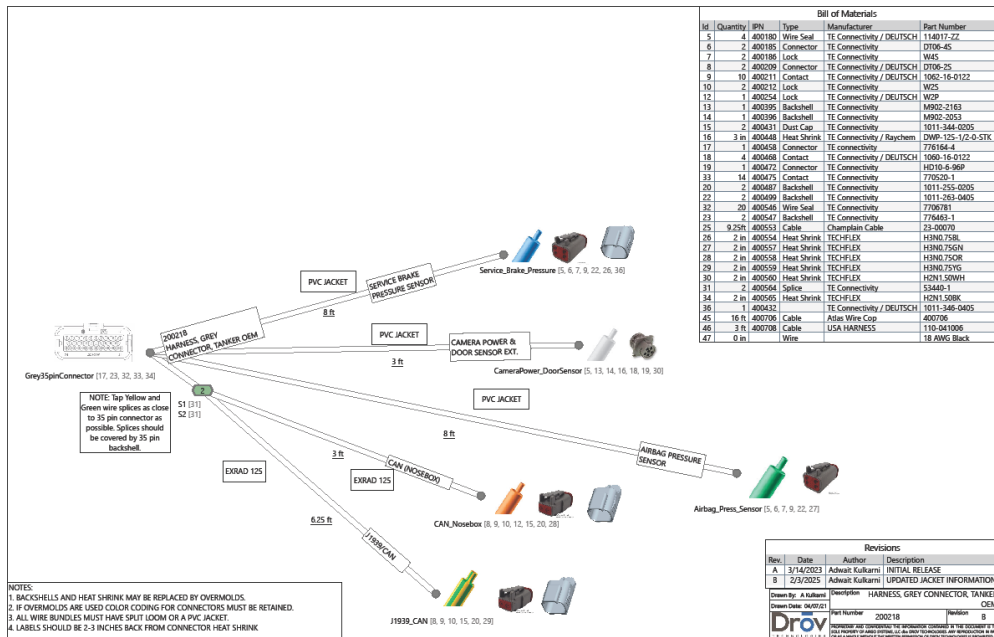 Bill of Materials
Id Quantity IPN Type Manufacturer Part Number
5 4 400180 Wire Seal TE Connectivity / DEUTSCH 114017-ZZ
6 2 400185 Connector TE Connectivity DT06-4S
7 2 400186 Lock TE Connectivity W4S
8 2 400209 Connector TE Connectivity / DEUTSCH DT06-2S
9 10 400211 Contact TE Connectivity / DEUTSCH 1062-16-0122
10 2 400212 Lock TE Connectivity W2S
12 1 400254 Lock TE Connectivity / DEUTSCH W2P
13 1 400395 Backshell TE Connectivity M902-2163
14 1 400396 Backshell TE Connectivity M902-2053
15 2 400431 Dust Cap TE Connectivity 1011-344-0205
16 3 in 400448 Heat Shrink TE Connectivity / Raychem DWP-125-1/2-0-STK
17 1 400458 Connector TE connectivity 776164-4
18 4 400468 Contact TE Connectivity / DEUTSCH 1060-16-0122
19 1 400472 Connector TE Connectivity HD10-6-96P
33 14 400475 Contact TE Connectivity 770520-1
20 2 400487 Backshell TE Connectivity 1011-255-0205
22 2 400499 Backshell TE Connectivity 1011-263-0405
32 20 400546 Wire Seal TE Connectivity 7706781
23 2 400547 Backshell TE Connectivity 776463-1
25 9.25ft 400553 Cable Champlain Cable 23-00070
26 2 in 400554 Heat Shrink TECHFLEX H3N0.75BL
27 2 in 400557 Heat Shrink TECHFLEX H3N0.75GN
28 2 in 400558 Heat Shrink TECHFLEX H3N0.75OR
29 2 in 400559 Heat Shrink TECHFLEX H3N0.75YG
30 2 in 400560 Heat Shrink TECHFLEX H2N1.50WH
31 2 400564 Splice TE Connectivity 53440-1
34 2 in 400565 Heat Shrink TECHFLEX H2N1.50BK
36 1 400432 TE Connectivity / DEUTSCH 1011-346-0405
45 16 ft 400706 Cable Atlas Wire Cop 400706
46 3 ft 400708 Cable USA HARNESS 110-041006
47 0 in Wire 18 AWG Black
Service_Brake_Pressure [5, 6, 7, 9, 22, 26, 36]
PVC JACKET
SERVICE BRAKE
PRESSURE SENSOR
8 ft
200218
HARNESS, GREY
CONNECTOR, TANKER OEM
PVC JACKET
CAMERA POWER &
DOOR SENSOR EXT.
3 ft
CameraPower_DoorSensor [5, 13, 14, 16, 18, 19, 30]
Grey35pinConnector [17, 23, 32, 33, 34]
NOTE: Tap Yellow and
Green wire splices as close
to 35 pin connector as
possible. Splices should
be covered by 35 pin
backshell.
2
S1 [31]
S2 [31]
PVC JACKET
8 ft
AIRBAG PRESSURE
SENSOR
Airbag_Press_Sensor [5, 6, 7, 9, 22, 27]
3 ft
EXRAD 125
EXRAD 125
CAN (NOSEBOX)
CAN_Nosebox [8, 9, 10, 12, 15, 20, 28]
6.25 ft
J1939/CAN
J1939_CAN [8, 9, 10, 15, 20, 29]
NOTES:
1. BACKSHELLS AND HEAT SHRINK MAY BE REPLACED BY OVERMOLDS.
2. IF OVERMOLDS ARE USED COLOR CODING FOR CONNECTORS MUST BE RETAINED.
3. ALL WIRE BUNDLES MUST HAVE SPLIT LOOM OR A PVC JACKET.
4. LABELS SHOULD BE 2-3 INCHES BACK FROM CONNECTOR HEAT SHRINK
Revisions
Rev. Date Author Description
A 3/14/2023 Adwait Kulkarni INITIAL RELEASE
B 2/3/2025 Adwait Kulkarni UPDATED JACKET INFORMATION
Drawn By: A Kulkarni Description HARNESS, GREY CONNECTOR, TANKE
OEM
Drawn Date: 04/07/21
Part Number 200218 Revision B
Drōv